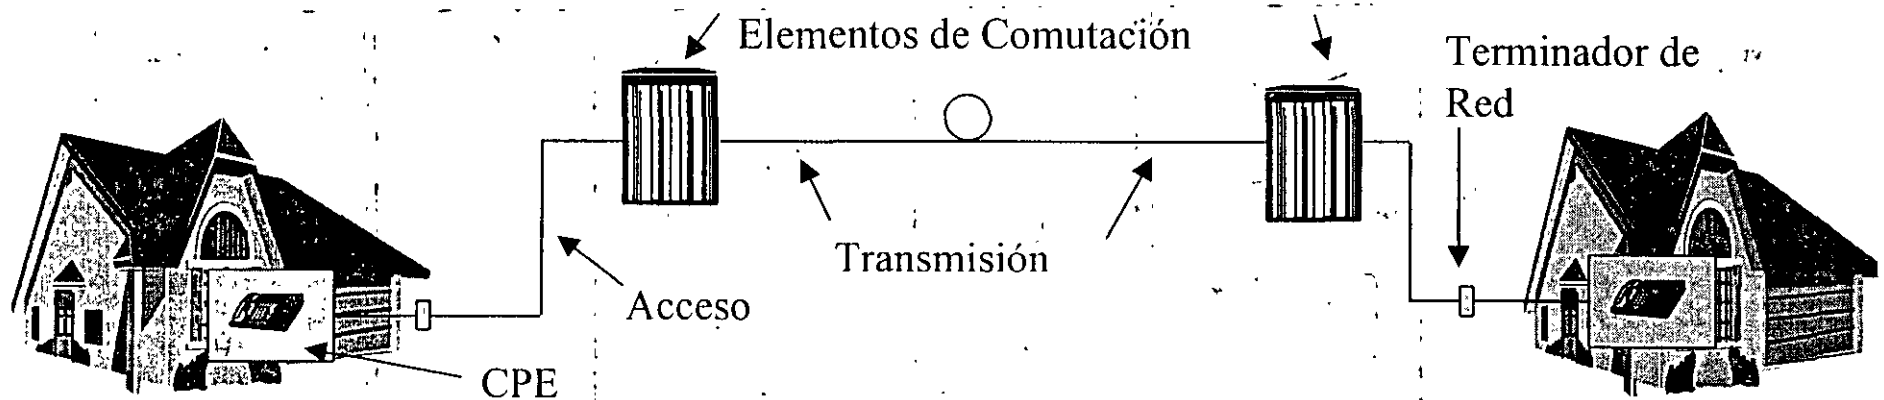 Elementos de Comutación
Terminador de
Red
Transmisión
Acceso
CPE